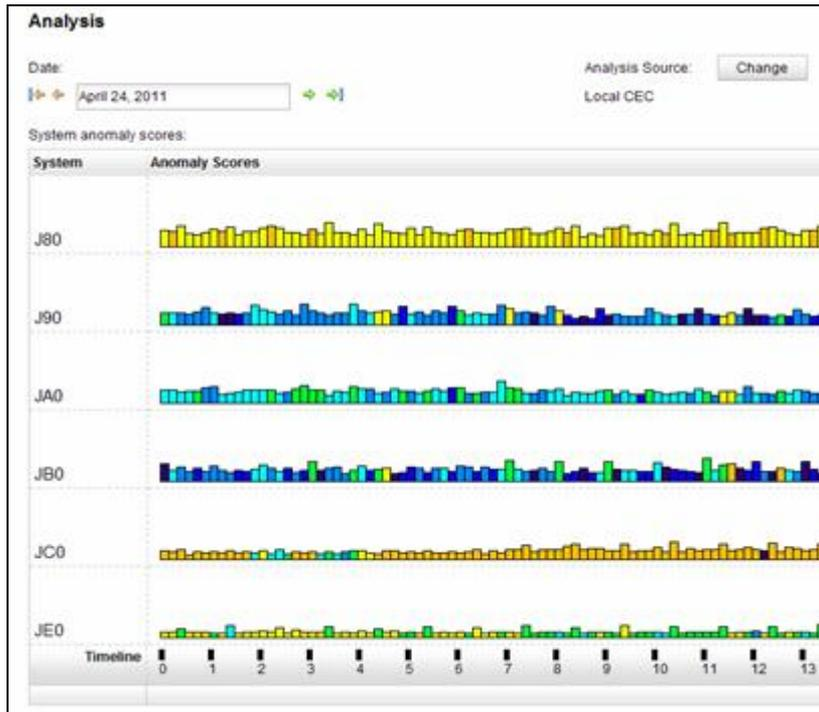 Analysis
Date:
Analysis Source: Change
April 24, 2011
Local CEC
System anomaly scores:
System Anomaly Scores
J80
J90
JA0
JB0
JC0
JE0
Timeline
0 1 2 3 4 5 6 7 8 9 10 11 12 13